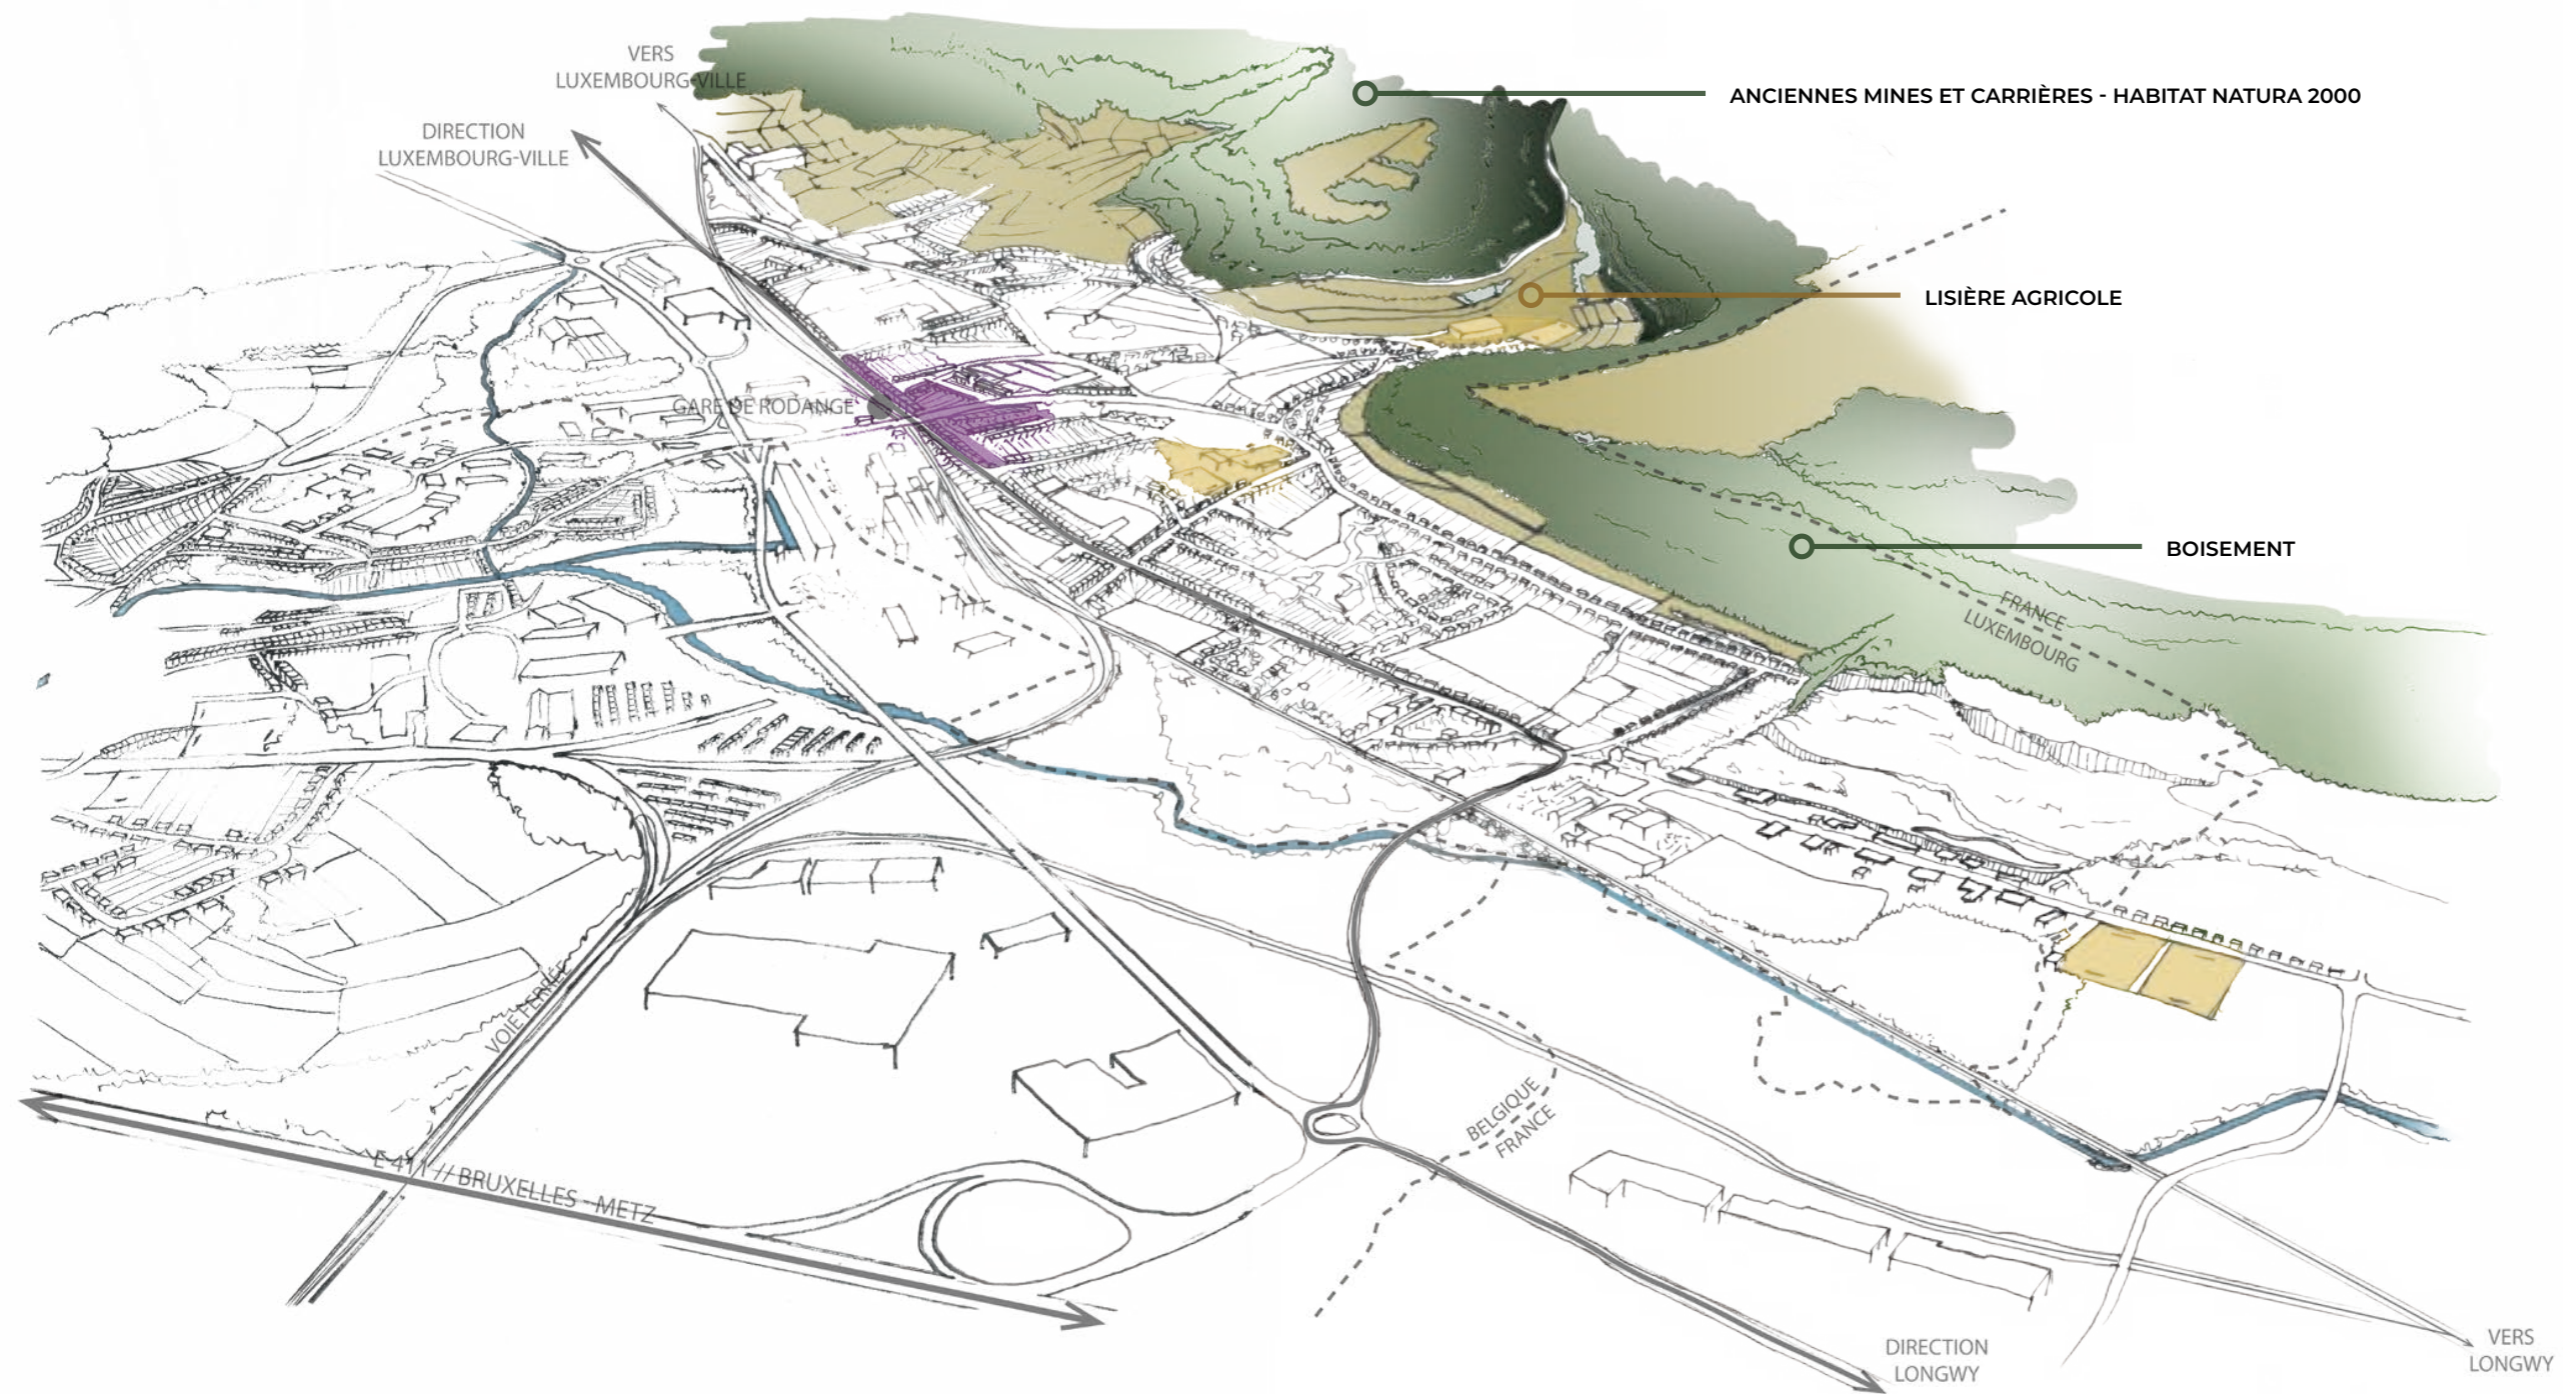 VERS
LUXEMBOURG-VILLE
DIRECTION
LUXEMBOURG-VILLE
ANCIENNES MINES ET CARRIÈRES - HABITAT NATURA 2000
LISIÈRE AGRICOLE
GARE DE RODANGE
BOISEMENT
FRANCE
LUXEMBOURG
VOIE FERRÉE
BELGIQUE
FRANCE
E 411 // BRUXELLES - METZ
DIRECTION
LONGWY
VERS
LONGWY